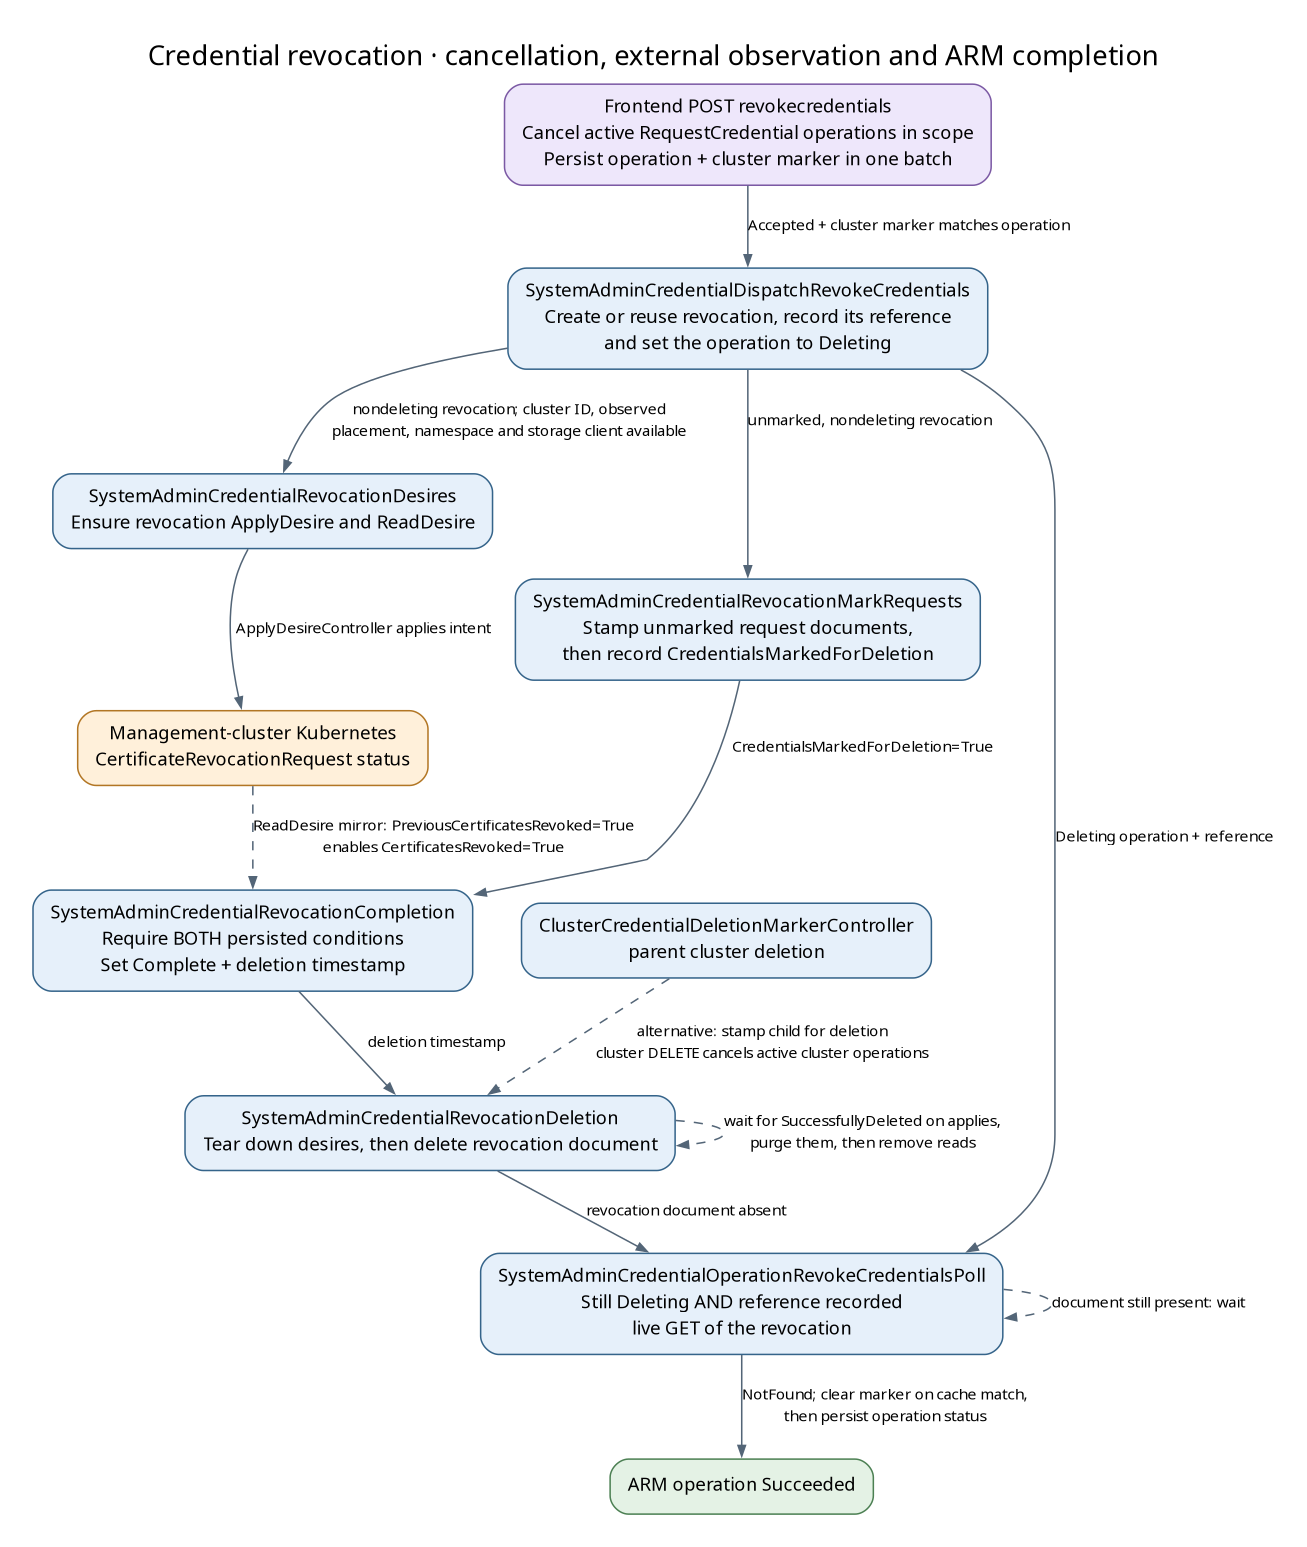 Credential revocation · cancellation, external observation and ARM completion
Frontend POST revokecredentials
Cancel active RequestCredential operations in scope
Persist operation + cluster marker in one batch
Accepted + cluster marker matches operation
SystemAdminCredentialDispatchRevokeCredentials
Create or reuse revocation, record its reference
and set the operation to Deleting
nondeleting revocation; cluster ID, observed
placement, namespace and storage client available
unmarked, nondeleting revocation
SystemAdminCredentialRevocationDesires
Ensure revocation ApplyDesire and ReadDesire
SystemAdminCredentialRevocationMarkRequests
Stamp unmarked request documents,
then record CredentialsMarkedForDeletion
ApplyDesireController applies intent
Management-cluster Kubernetes
CertificateRevocationRequest status
CredentialsMarkedForDeletion=True
ReadDesire mirror: PreviousCertificatesRevoked=True
enables CertificatesRevoked=True
Deleting operation + reference
SystemAdminCredentialRevocationCompletion
Require BOTH persisted conditions
Set Complete + deletion timestamp
ClusterCredentialDeletionMarkerController
parent cluster deletion
deletion timestamp
alternative: stamp child for deletion
cluster DELETE cancels active cluster operations
SystemAdminCredentialRevocationDeletion
Tear down desires, then delete revocation document
wait for SuccessfullyDeleted on applies,
purge them, then remove reads
revocation document absent
SystemAdminCredentialOperationRevokeCredentialsPoll
Still Deleting AND reference recorded
live GET of the revocation
document still present: wait
NotFound; clear marker on cache match,
then persist operation status
ARM operation Succeeded